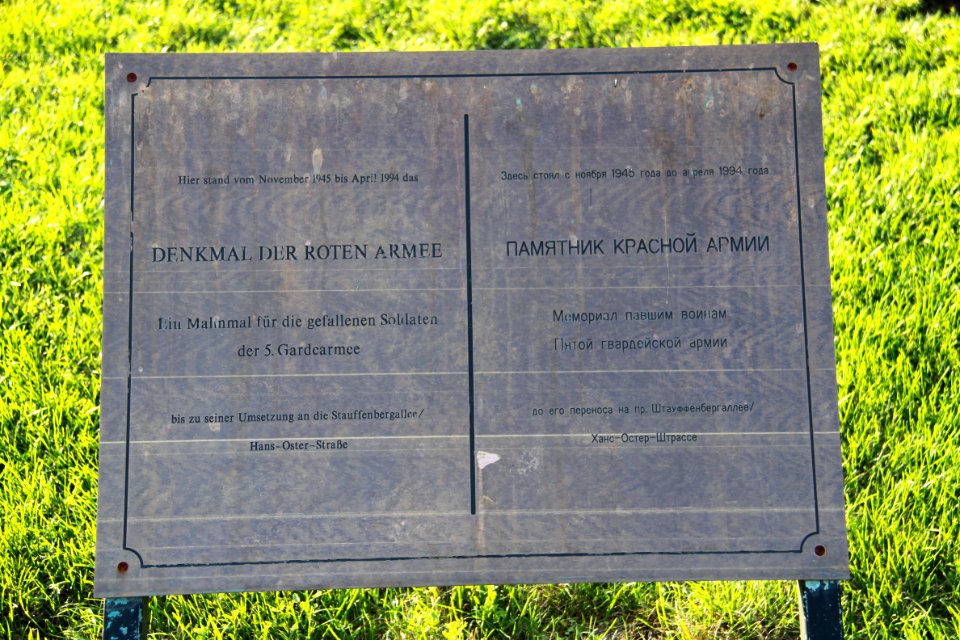 Hier stand vom November 1945 bis April 1994 das
DENKMAL DER ROTEN ARMEE
Ein Mahnmal für die gefallenen Soldaten
der 5. Gardearmee
bis zu seiner Umsetzung an die Stauffenbergallee/
Hans-Oster-Straße
Здесь стоял с ноября 1945 года до апреля 1994 года
ПАМЯТНИК КРАСНОЙ АРМИИ
Мемориал павшим воинам
Пятой гвардейской армии
до его переноса на пр. Штауффенбергаллее/
Ханс-Остер-Штрассе